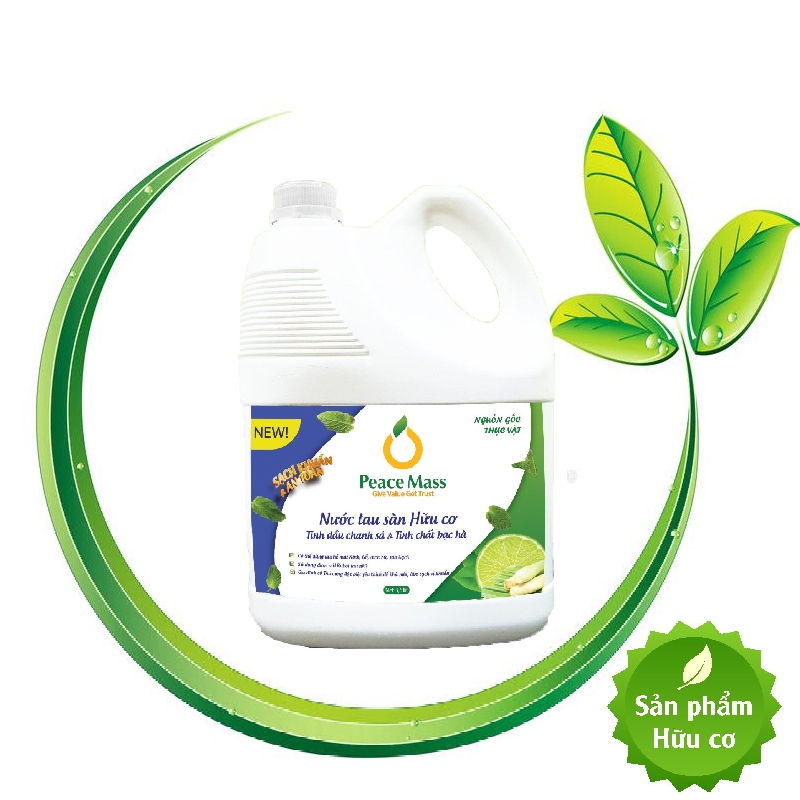 NEW!
NGUỒN GỐC
THỰC VẬT
SẠCH KHUẨN
& AN TOÀN
Peace Mass
Give Value Get Trust
Nước lau sàn Hữu cơ
Tinh dầu chanh sả & Tinh chất bạc hà
Sản phẩm
Hữu cơ